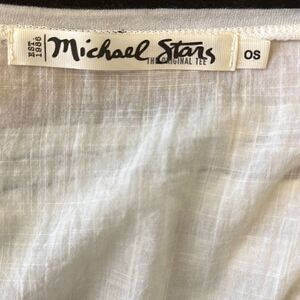 EST. 1986
Michael Stars
THE ORIGINAL TEE
OS